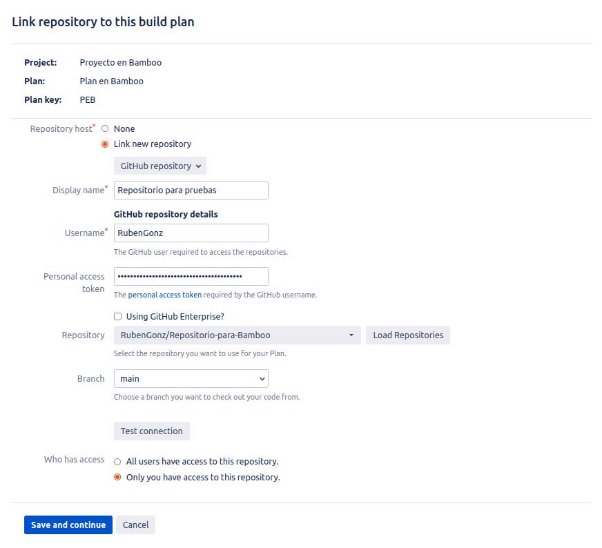 Link repository to this build plan
Project: Proyecto en Bamboo
Plan: Plan en Bamboo
Plan key: PEB
Repository host* None
Link new repository
GitHub repository
Display name* Repositorio para pruebas
GitHub repository details
Username* RubenGonz
The GitHub user required to access the repositories.
Personal access token ••••••••••••••••••••••••••••••••••••••••
The personal access token required by the GitHub username.
Using GitHub Enterprise?
Repository RubenGonz/Repositorio-para-Bamboo Load Repositories
Select the repository you want to use for your Plan.
Branch main
Choose a branch you want to check out your code from.
Test connection
Who has access All users have access to this repository.
Only you have access to this repository.
Save and continue Cancel